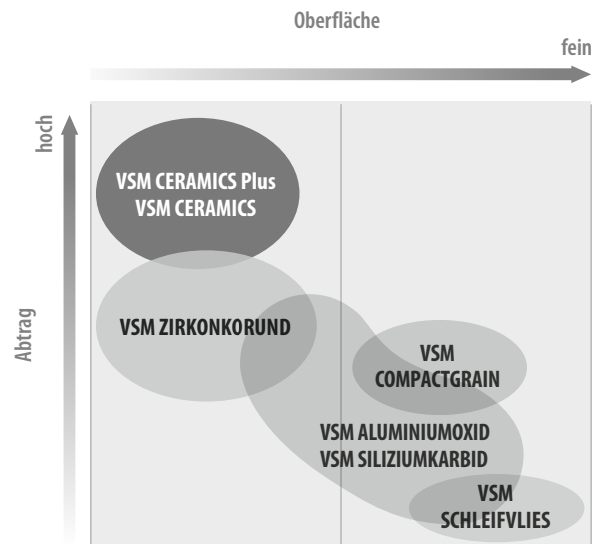 Oberfläche
fein
hoch
Abtrag
VSM CERAMICS Plus
VSM CERAMICS
VSM ZIRKONKORUND
VSM
COMPACTGRAIN
VSM ALUMINIUMOXID
VSM SILIZIUMKARBID
VSM
SCHLEIFVLIES